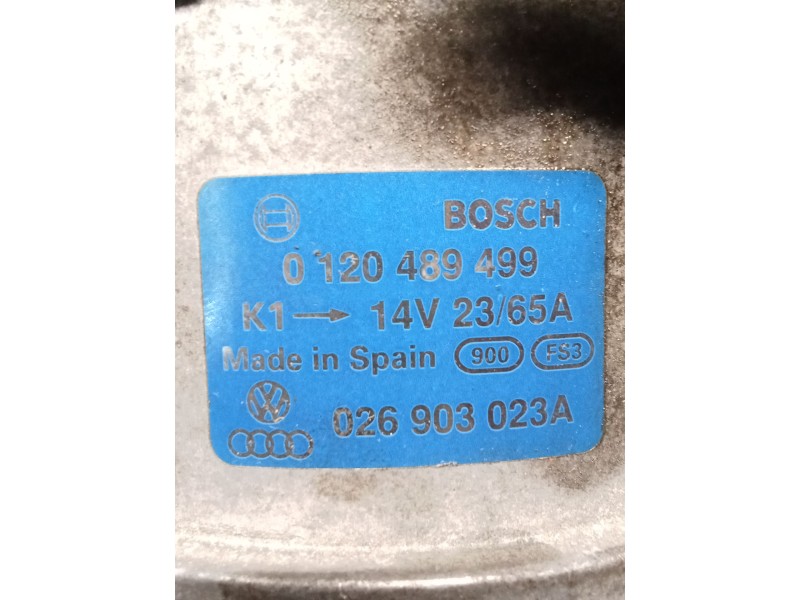 BOSCH
0 120 489 499
K1 → 14V 23/65A
Made in Spain 900 FS3
026 903 023A